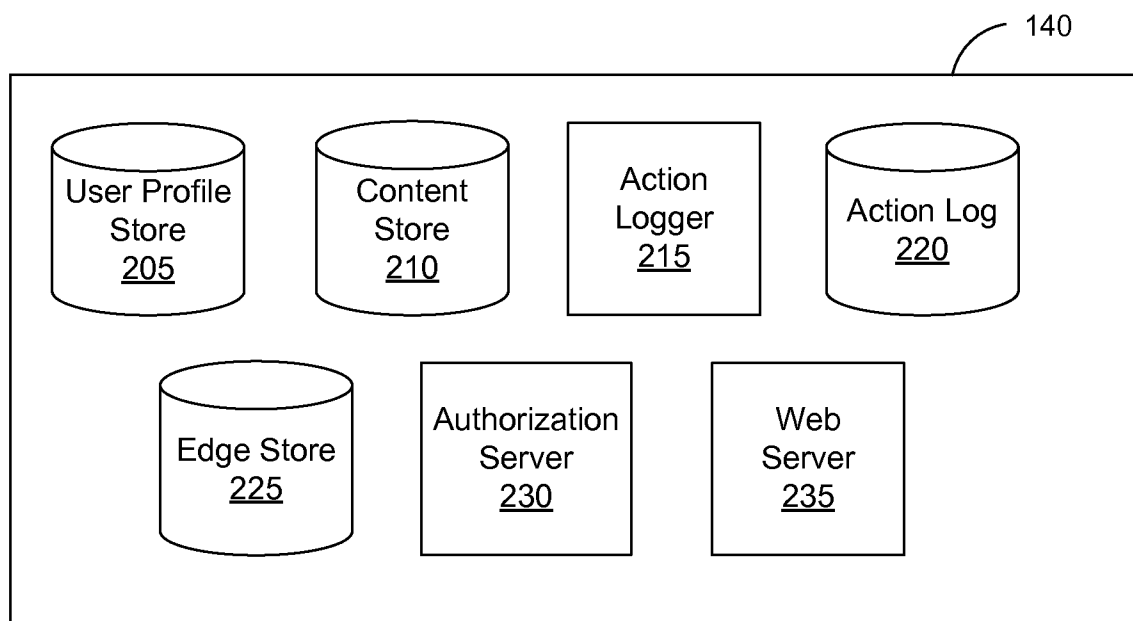 140
User Profile
Store
205
Content
Store
210
Action
Logger
215
Action Log
220
Edge Store
225
Authorization
Server
230
Web
Server
235